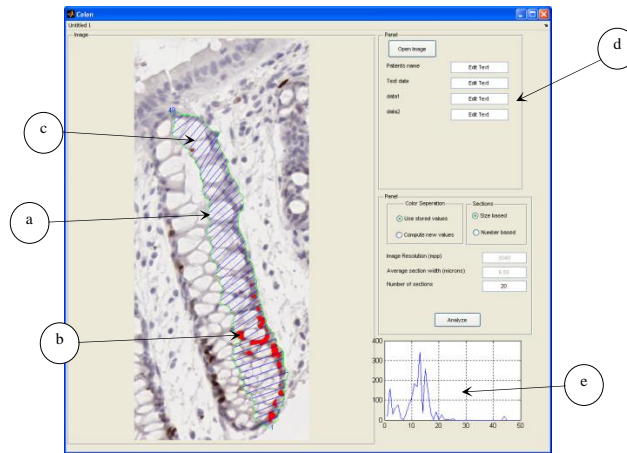 Colon
Untitled 1
Image
Panel
Open Image
Patients name
Edit Text
Test date
Edit Text
data1
Edit Text
data2
Edit Text
Panel
Color Seperation
Use stored values
Compute new values
Sections
Size based
Number based
Image Resolution (mpp)
Average section width (microns)
Number of sections
20
Analyze
400
300
200
100
0
0 10 20 30 40 50
49
1
a
b
c
d
e